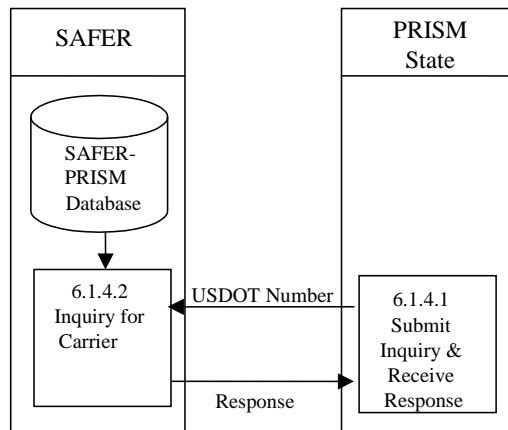 SAFER
PRISM
State
SAFER-
PRISM
Database
6.1.4.2
Inquiry for
Carrier
USDOT Number
6.1.4.1
Submit
Inquiry &
Receive
Response
Response